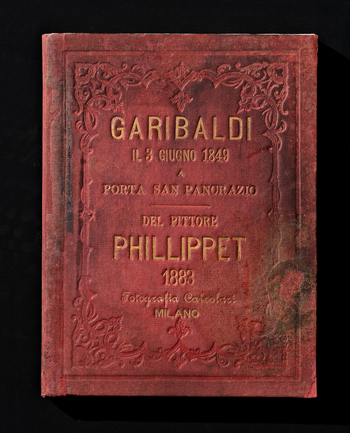 GARIBALDI
IL 3 GIUGNO 1849
A
PORTA SAN PANCRAZIO
DEL PITTORE
PHILLIPPET
1883
Fotografia Calzolari
MILANO